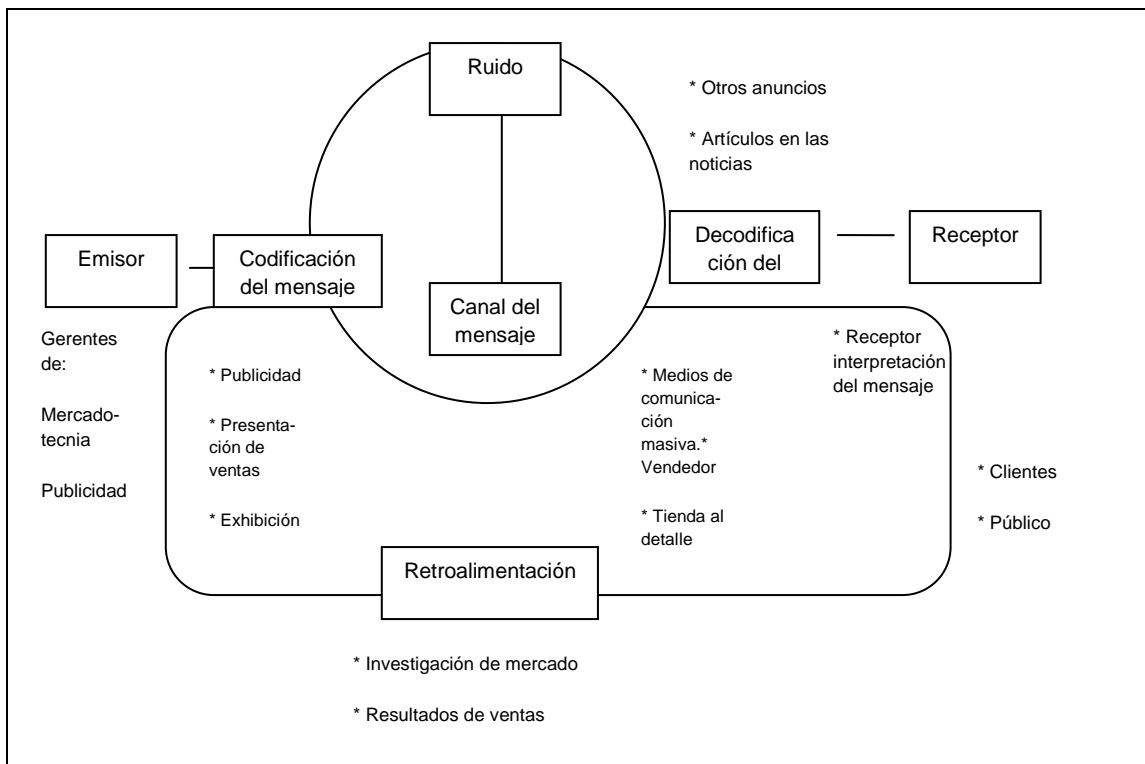 Ruido
* Otros anuncios
* Artículos en las
noticias
Emisor
Codificación
del mensaje
Canal del
mensaje
Decodifica
ción del
Receptor
Gerentes
de:
Mercado-
tecnia
Publicidad
* Publicidad
* Presenta-
ción de
ventas
* Exhibición
* Medios de
comunica-
ción
masiva.*
Vendedor
* Tienda al
detalle
* Receptor
interpretación
del mensaje
* Clientes
* Público
Retroalimentación
* Investigación de mercado
* Resultados de ventas